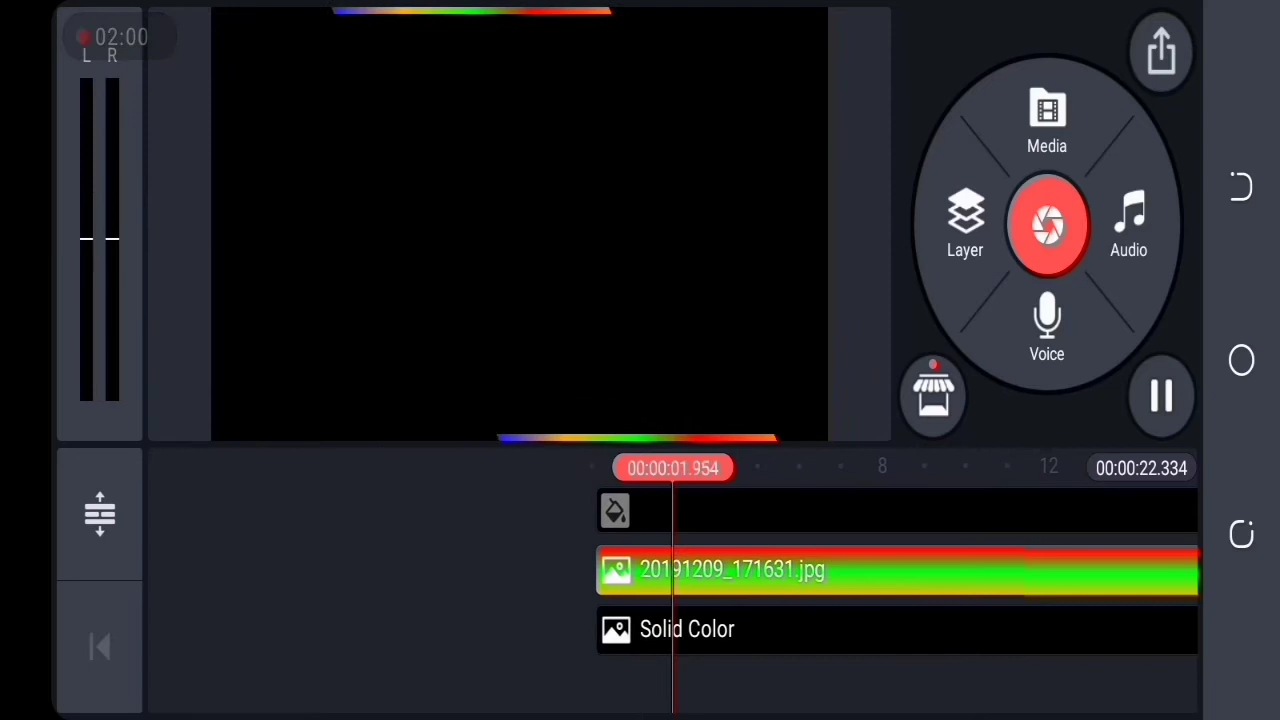 02:00
L R
Media
Layer
Audio
Voice
00:00:01.954
8
12
00:00:22.334
20191209_171631.jpg
Solid Color